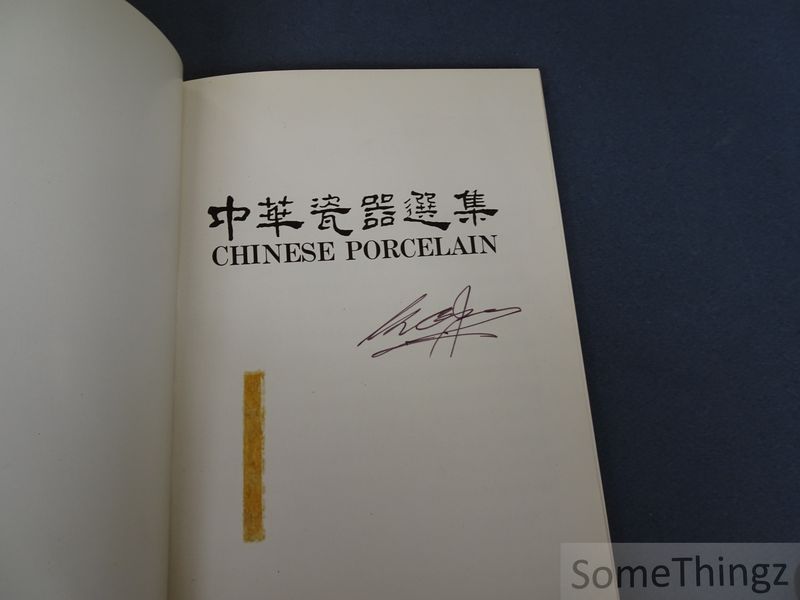 中華瓷器選集
CHINESE PORCELAIN
SomeThingz